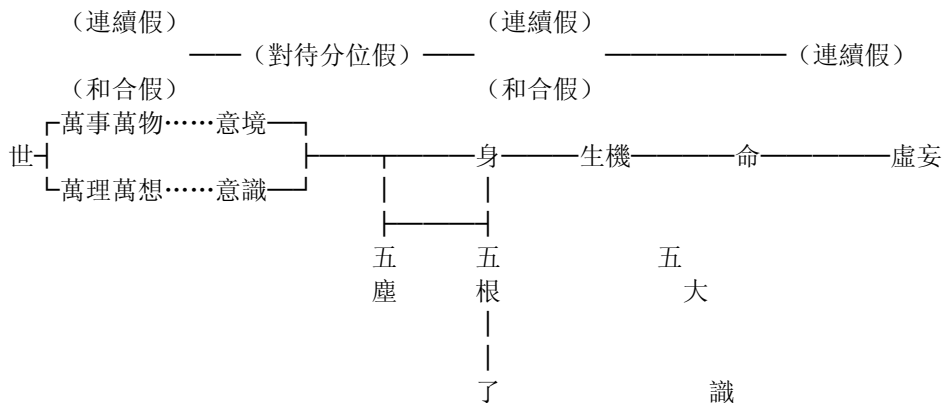 （連續假） （連續假）
（對待分位假） （連續假）
（和合假） （和合假）
萬事萬物……意境
世 身 生機 命 虛妄
萬理萬想……意識
五 五 五
塵 根 大
了 識